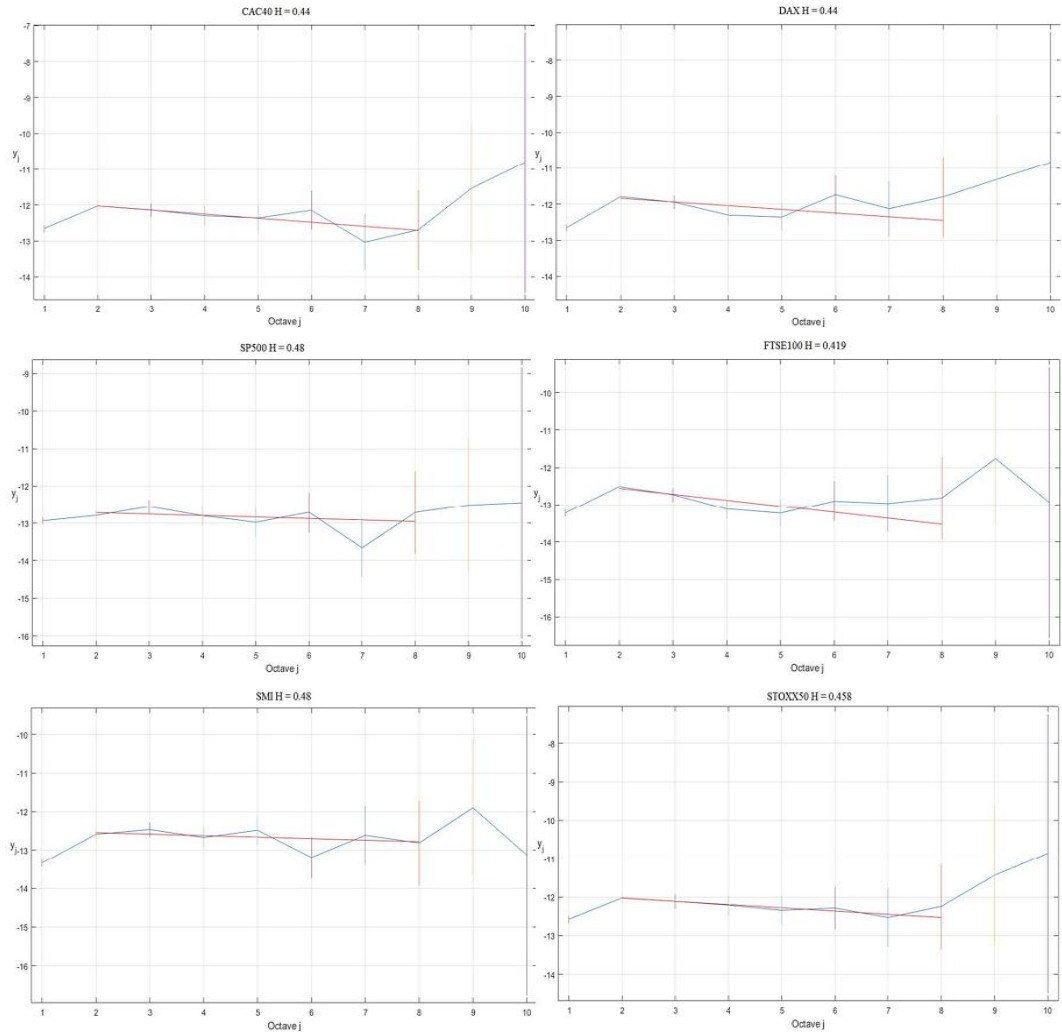 CAC40 H = 0.44
-7
-8
-9
-10
y_j
-11
-12
-13
-14
1 2 3 4 5 6 7 8 9 10
Octave j
DAX H = 0.44
-8
-9
-10
y_j
-11
-12
-13
-14
1 2 3 4 5 6 7 8 9 10
Octave j
SP500 H = 0.48
-9
-10
-11
-12
y_j
-13
-14
-15
-16
1 2 3 4 5 6 7 8 9 10
Octave j
FTSE100 H = 0.419
-10
-11
-12
y_j
-13
-14
-15
-16
1 2 3 4 5 6 7 8 9 10
Octave j
SMI H = 0.48
-10
-11
-12
y_j
-13
-14
-15
-16
1 2 3 4 5 6 7 8 9 10
Octave j
STOXX50 H = 0.458
-8
-9
-10
y_j
-11
-12
-13
-14
1 2 3 4 5 6 7 8 9 10
Octave j